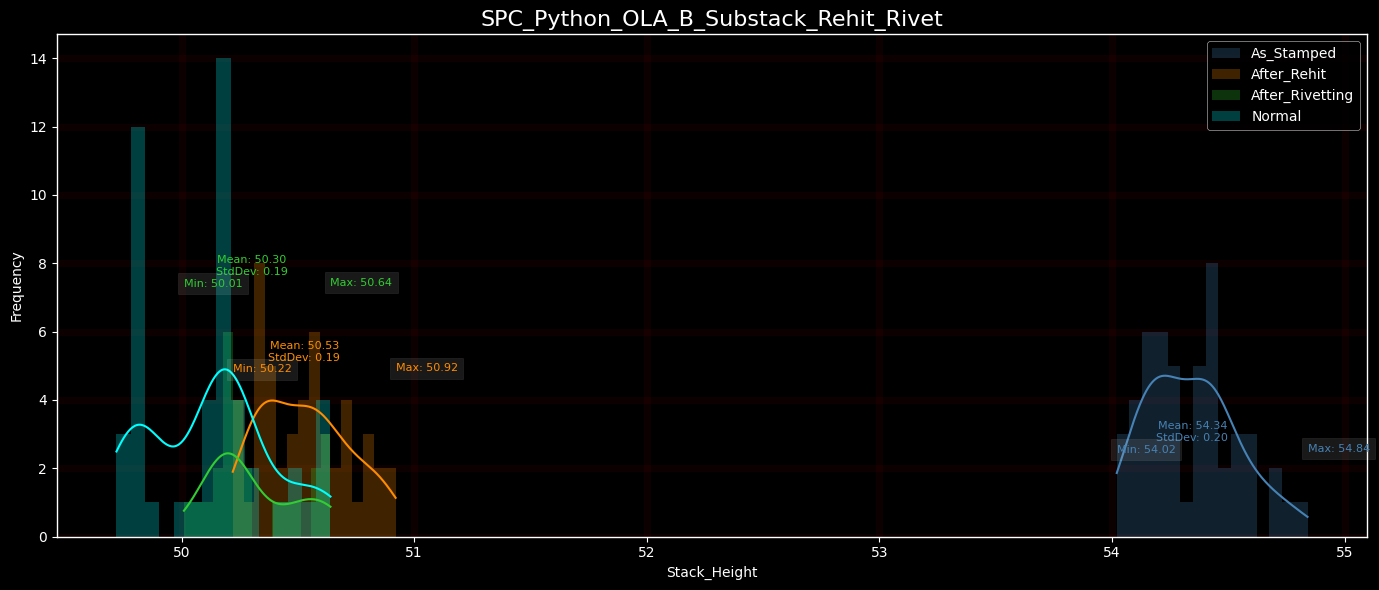 SPC_Python_OLA_B_Substack_Rehit_Rivet
As_Stamped
After_Rehit
After_Rivetting
Normal
14
12
10
8
6
4
2
0
Frequency
Mean: 50.30
StdDev: 0.19
Min: 50.01
Max: 50.64
Mean: 50.53
StdDev: 0.19
Min: 50.22
Max: 50.92
Mean: 54.34
StdDev: 0.20
Min: 54.02
Max: 54.84
50
51
52
53
54
55
Stack_Height